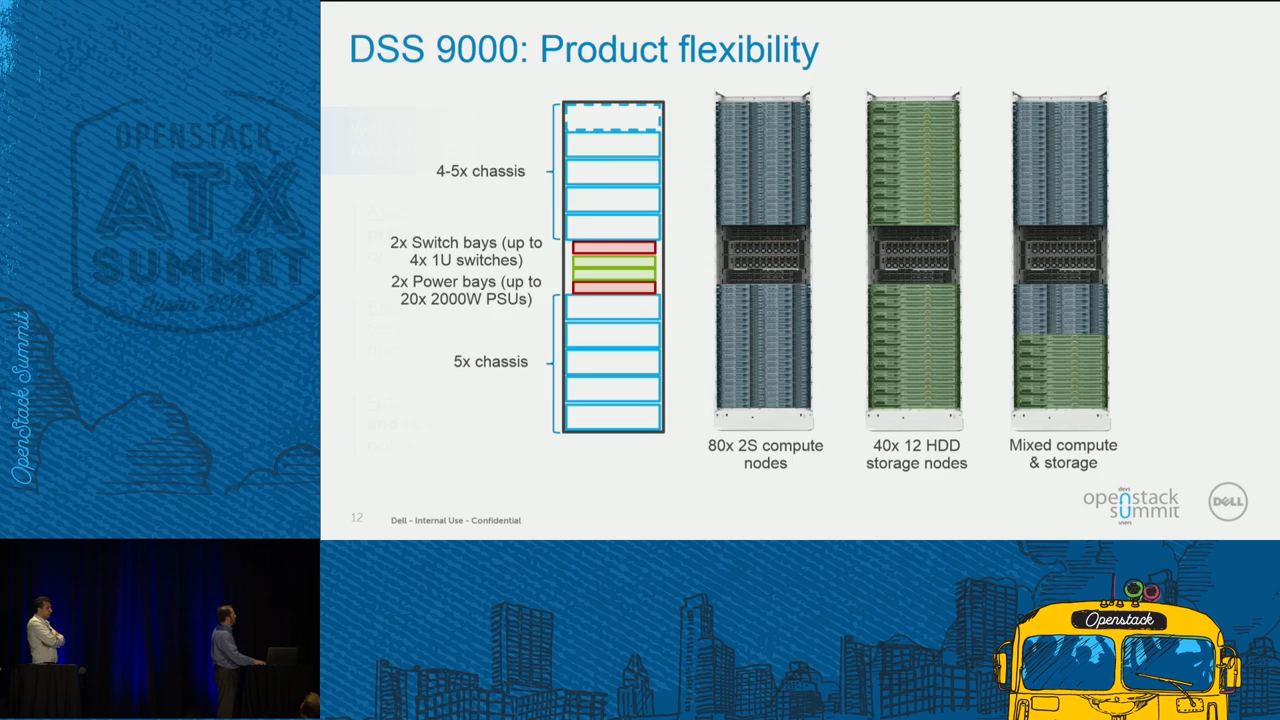 OPENSTACK
ATX
SUMMIT
OpenStack Summit
DSS 9000: Product flexibility
4-5x chassis
2x Switch bays (up to
4x 1U switches)
2x Power bays (up to
20x 2000W PSUs)
5x chassis
80x 2S compute
nodes
40x 12 HDD
storage nodes
Mixed compute
& storage
12
Dell - Internal Use - Confidential
devs
openstack
summit
users
DELL
Openstack